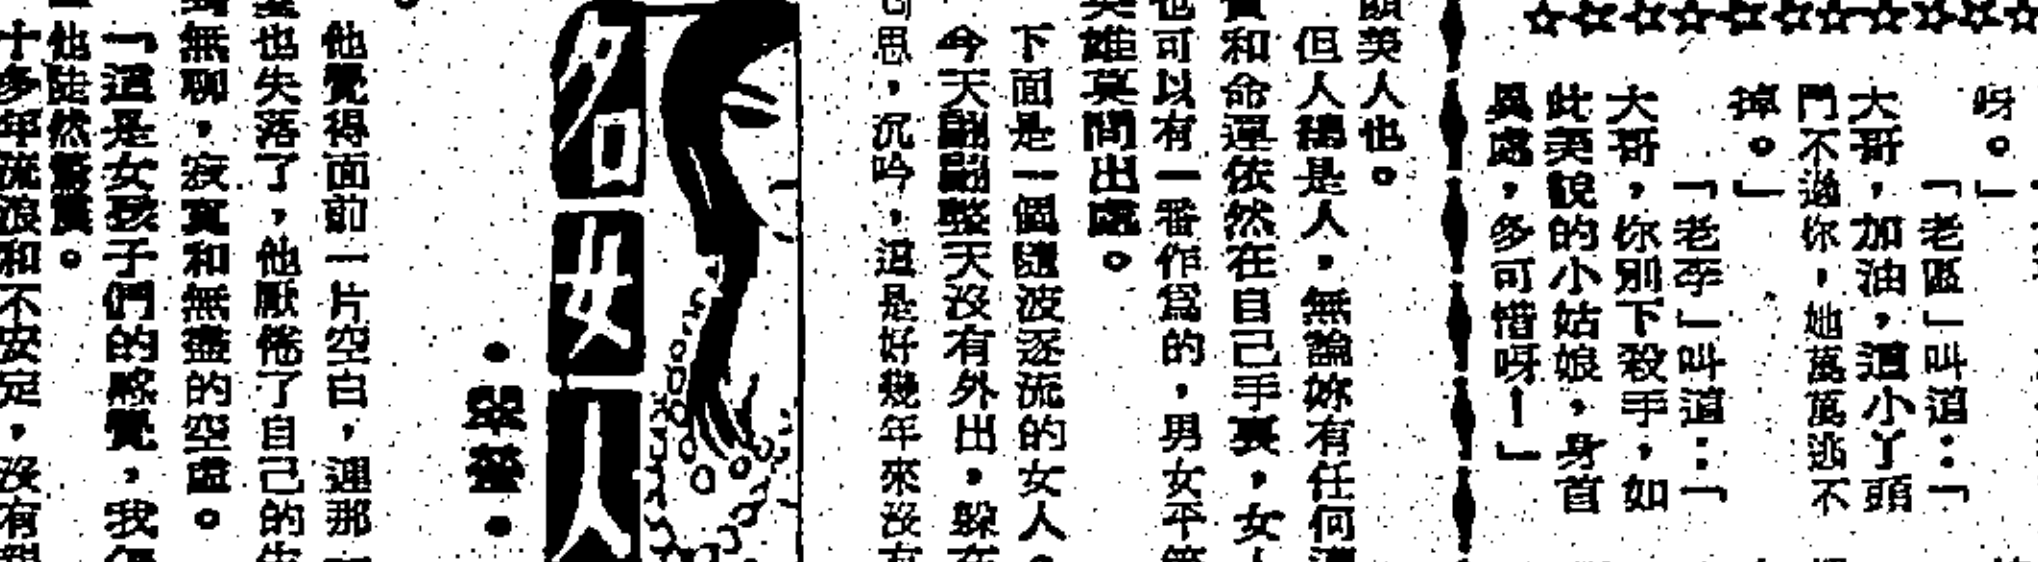 呀。」
「老區」叫道：「
大哥，加油，這小丫頭
門不過你，她萬萬逃不
掉。」
「老李」叫道：「
大哥，你別下殺手，如
此美貌的小姑娘，身首
異處，多可惜呀！」
顏美人也。
但人總是人，無論妳有任何
和命運依然在自己手裏，女
也可以有一番作為的，男女平
英雄莫問出處。
下面是一個隨波逐流的女人。
今天翩翩整天沒有外出，躲在
思，沉吟，這是好幾年來沒有
名女人
・翠螢・
他覺得面前一片空白，連那一
也失落了，他厭倦了自己的生
無聊，寂寞和無盡的空虛。
「這是女孩子們的感覺，我
他陡然驚
十多年流浪和不安定，沒有